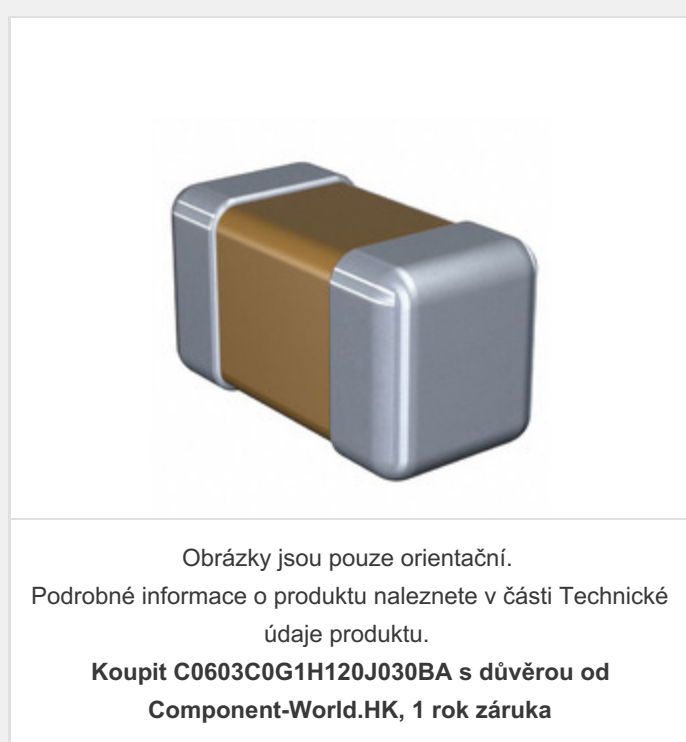 Obrázky jsou pouze orientační.
Podrobné informace o produktu naleznete v části Technické
údaje produktu.
Koupit C0603C0G1H120J030BA s důvěrou od
Component-World.HK, 1 rok záruka